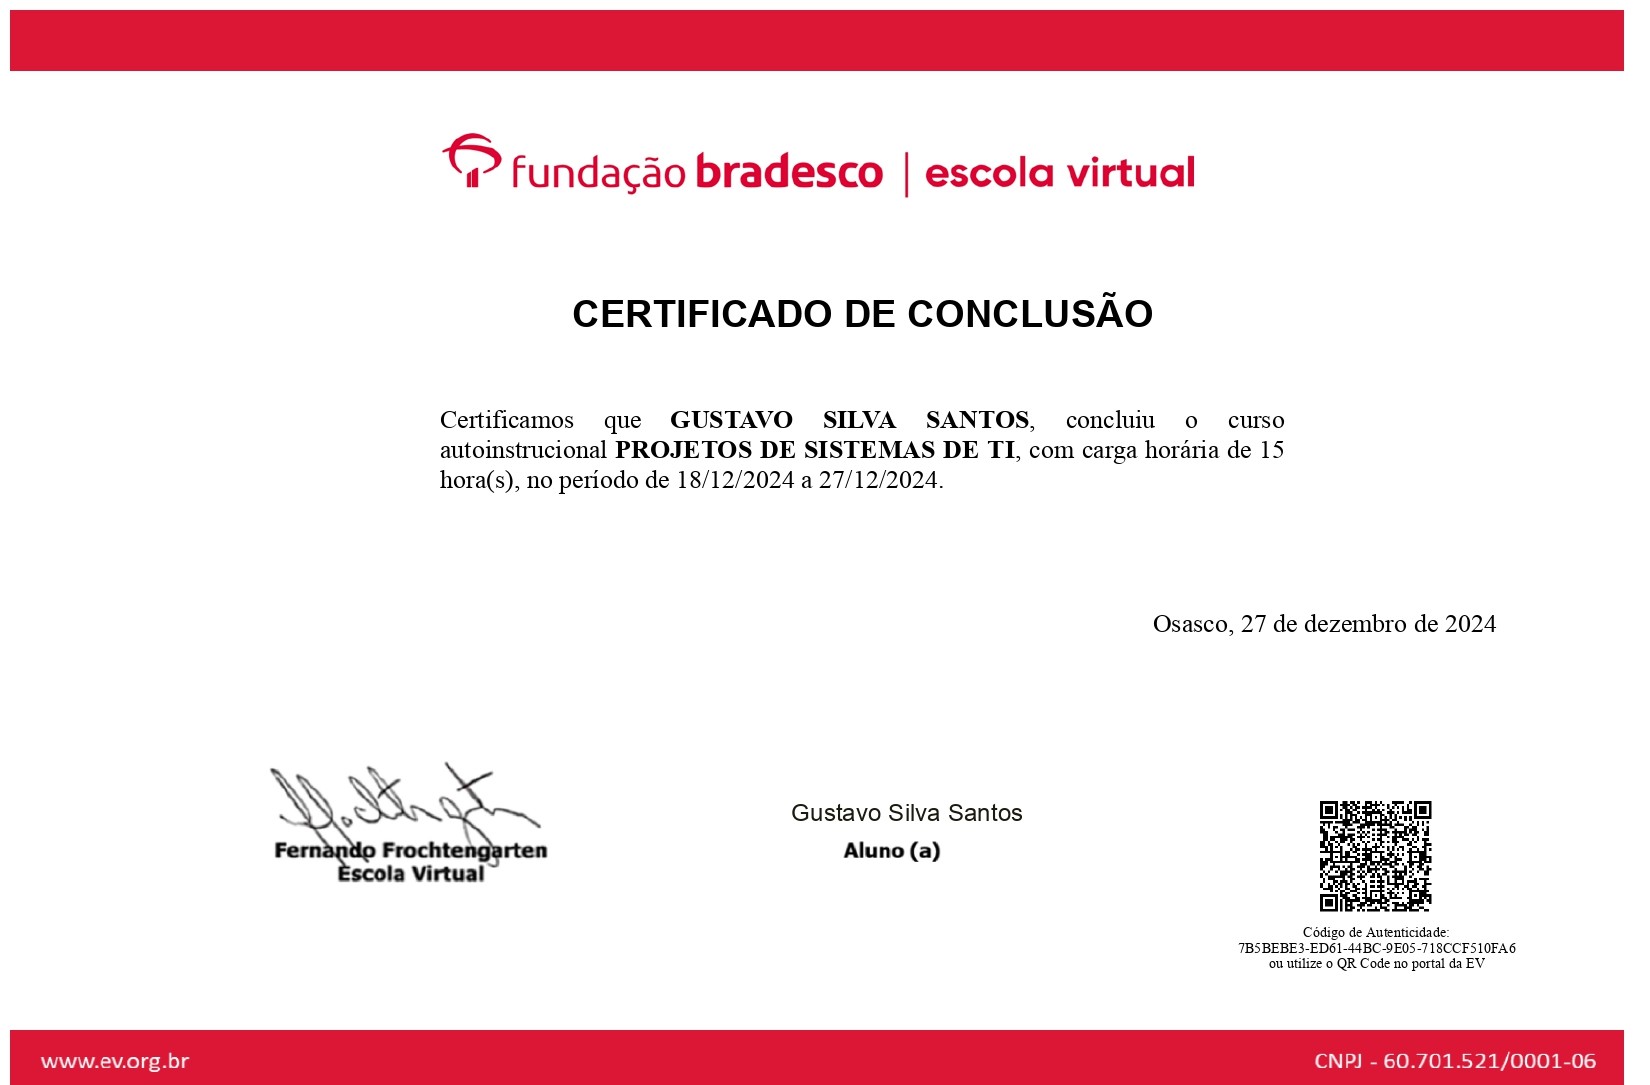 fundação bradesco | escola virtual
CERTIFICADO DE CONCLUSÃO
Certificamos que GUSTAVO SILVA SANTOS, concluiu o curso
autoinstrucional PROJETOS DE SISTEMAS DE TI, com carga horária de 15
hora(s), no período de 18/12/2024 a 27/12/2024.
Osasco, 27 de dezembro de 2024
Fernando Frochtengarten
Escola Virtual
Gustavo Silva Santos
Aluno (a)
Código de Autenticidade:
7B5BEBE3-ED61-44BC-9E05-718CCF510FA6
ou utilize o QR Code no portal da EV
www.ev.org.br
CNPJ - 60.701.521/0001-06